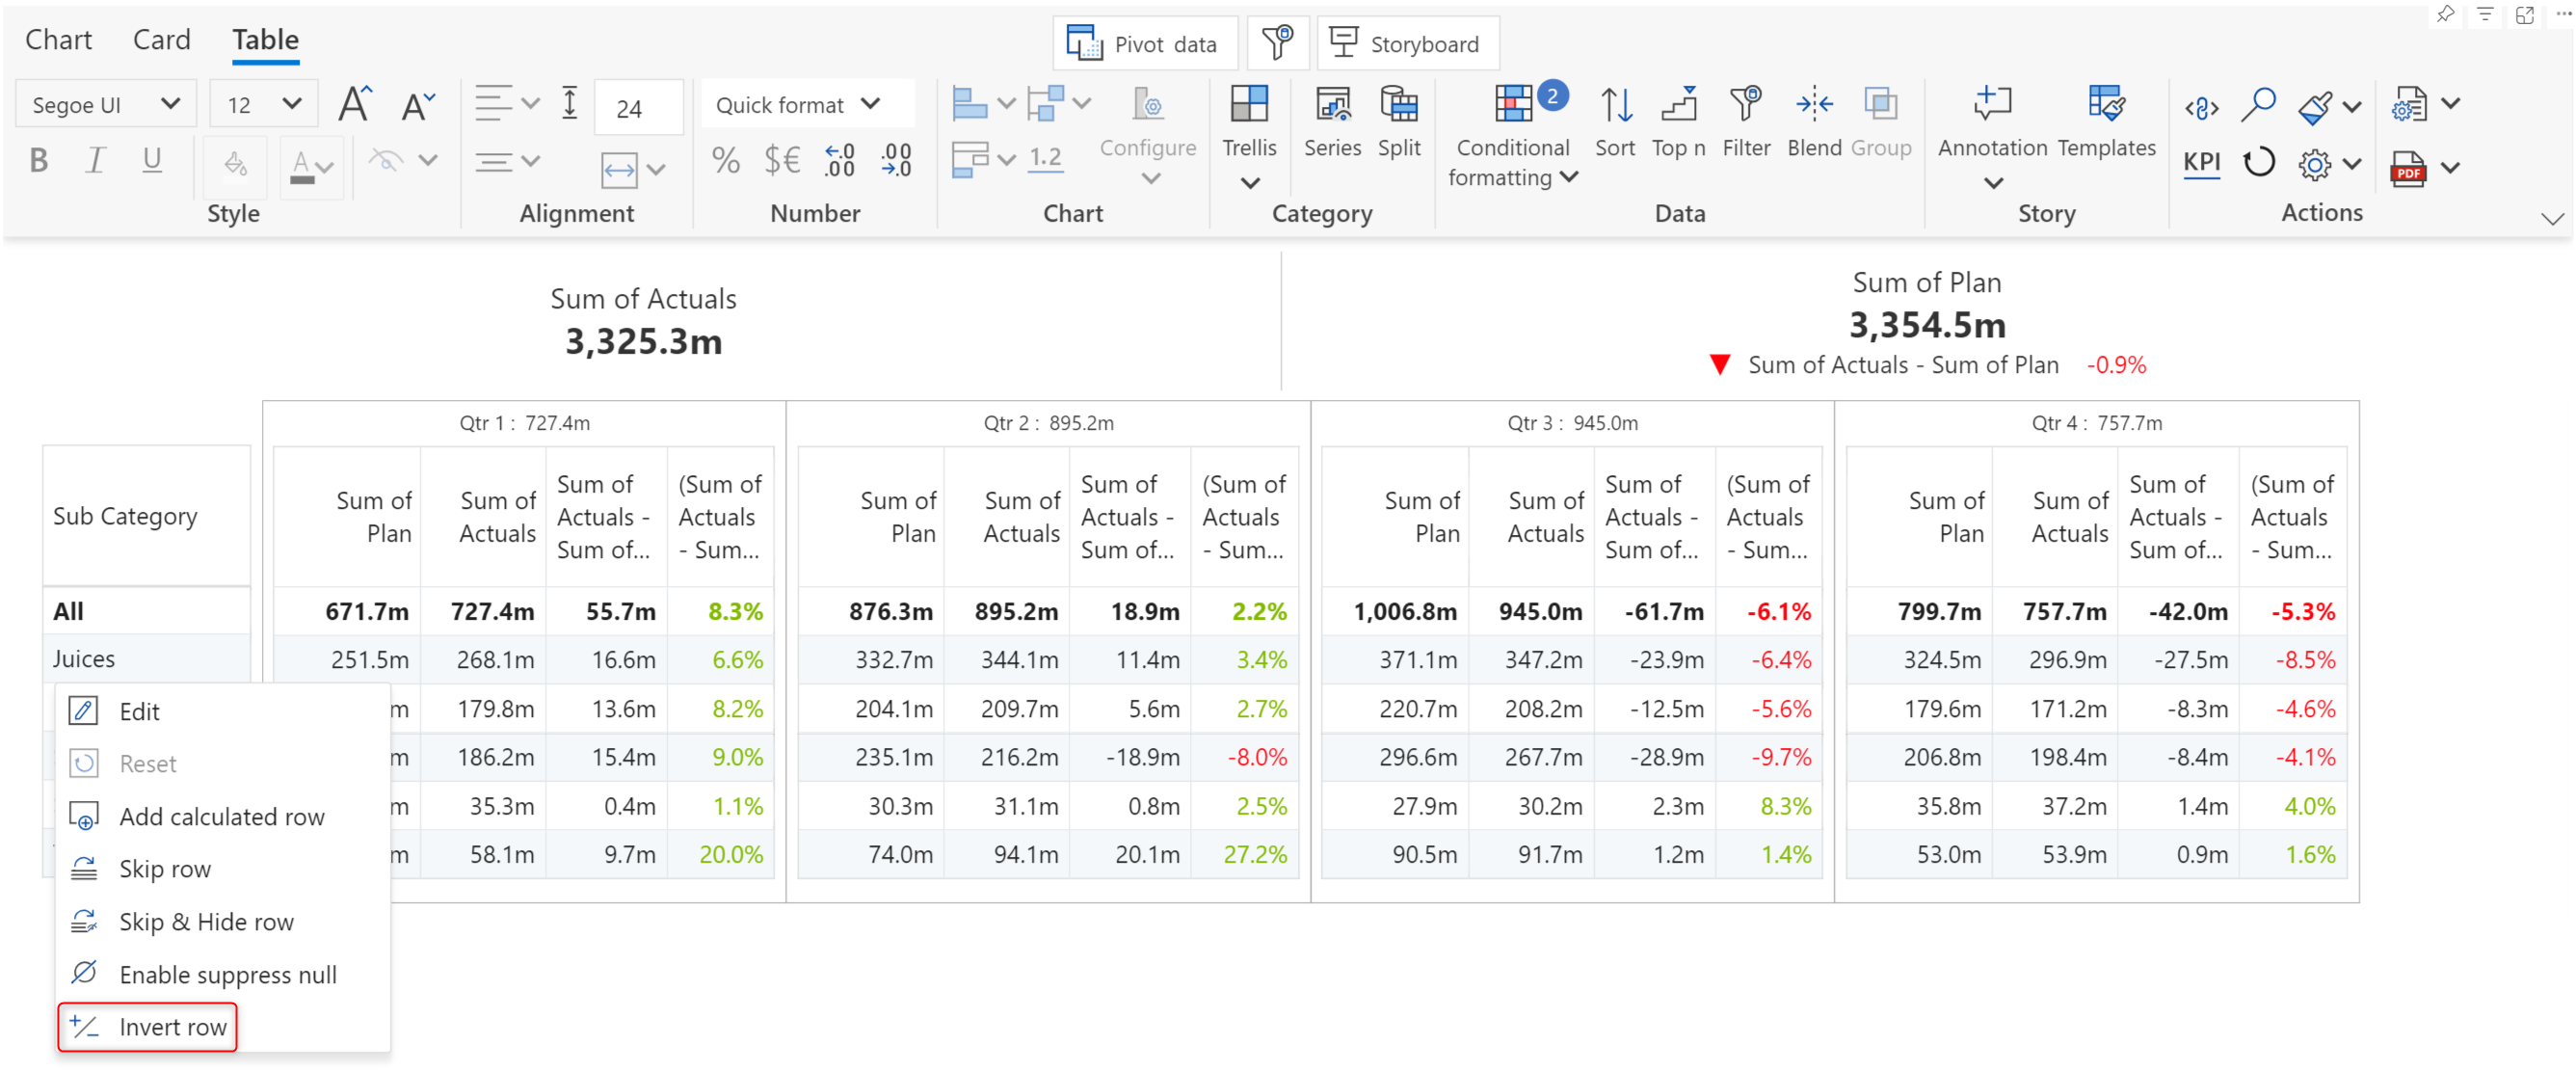 Chart Card Table
Pivot data Storyboard
Segoe UI 12 24 Quick format
B I U A % $€ .0 .00 .00 .0 1.2
Configure Trellis Series Split Conditional formatting 2 Sort Top n Filter Blend Group Annotation Templates KPI PDF
Style Alignment Number Chart Category Data Story Actions
Sum of Actuals
3,325.3m
Sum of Plan
3,354.5m
▼ Sum of Actuals - Sum of Plan -0.9%
Qtr 1 : 727.4m Qtr 2 : 895.2m Qtr 3 : 945.0m Qtr 4 : 757.7m
Sub Category
Sum of Plan Sum of Actuals Sum of Actuals - Sum of... (Sum of Actuals - Sum...
Sum of Plan Sum of Actuals Sum of Actuals - Sum of... (Sum of Actuals - Sum...
Sum of Plan Sum of Actuals Sum of Actuals - Sum of... (Sum of Actuals - Sum...
Sum of Plan Sum of Actuals Sum of Actuals - Sum of... (Sum of Actuals - Sum...
All 671.7m 727.4m 55.7m 8.3% 876.3m 895.2m 18.9m 2.2% 1,006.8m 945.0m -61.7m -6.1% 799.7m 757.7m -42.0m -5.3%
Juices 251.5m 268.1m 16.6m 6.6% 332.7m 344.1m 11.4m 3.4% 371.1m 347.2m -23.9m -6.4% 324.5m 296.9m -27.5m -8.5%
m 179.8m 13.6m 8.2% 204.1m 209.7m 5.6m 2.7% 220.7m 208.2m -12.5m -5.6% 179.6m 171.2m -8.3m -4.6%
m 186.2m 15.4m 9.0% 235.1m 216.2m -18.9m -8.0% 296.6m 267.7m -28.9m -9.7% 206.8m 198.4m -8.4m -4.1%
m 35.3m 0.4m 1.1% 30.3m 31.1m 0.8m 2.5% 27.9m 30.2m 2.3m 8.3% 35.8m 37.2m 1.4m 4.0%
m 58.1m 9.7m 20.0% 74.0m 94.1m 20.1m 27.2% 90.5m 91.7m 1.2m 1.4% 53.0m 53.9m 0.9m 1.6%
Edit
Reset
Add calculated row
Skip row
Skip & Hide row
Enable suppress null
Invert row